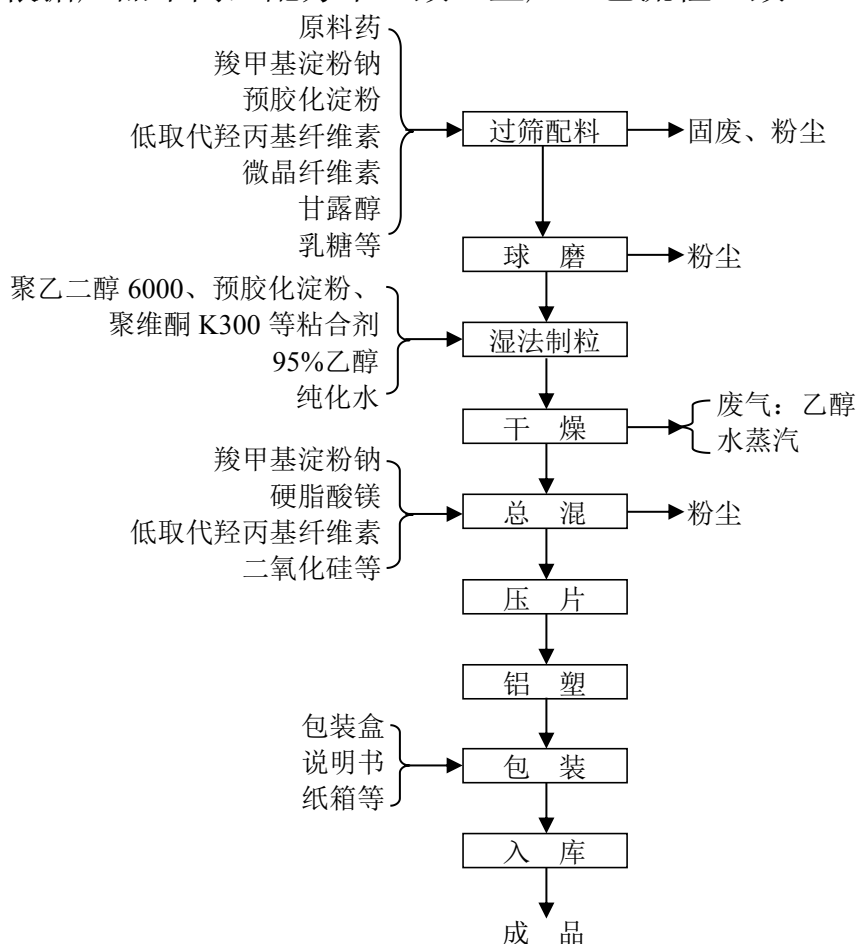 原料药
羧甲基淀粉钠
预胶化淀粉
低取代羟丙基纤维素
微晶纤维素
甘露醇
乳糖等
过筛配料
固废、粉尘
球 磨
粉尘
聚乙二醇 6000、预胶化淀粉、
聚维酮 K300 等粘合剂
95%乙醇
纯化水
湿法制粒
干 燥
废气：乙醇
水蒸汽
羧甲基淀粉钠
硬脂酸镁
低取代羟丙基纤维素
二氧化硅等
总 混
粉尘
压 片
铝 塑
包装盒
说明书
纸箱等
包 装
入 库
成 品